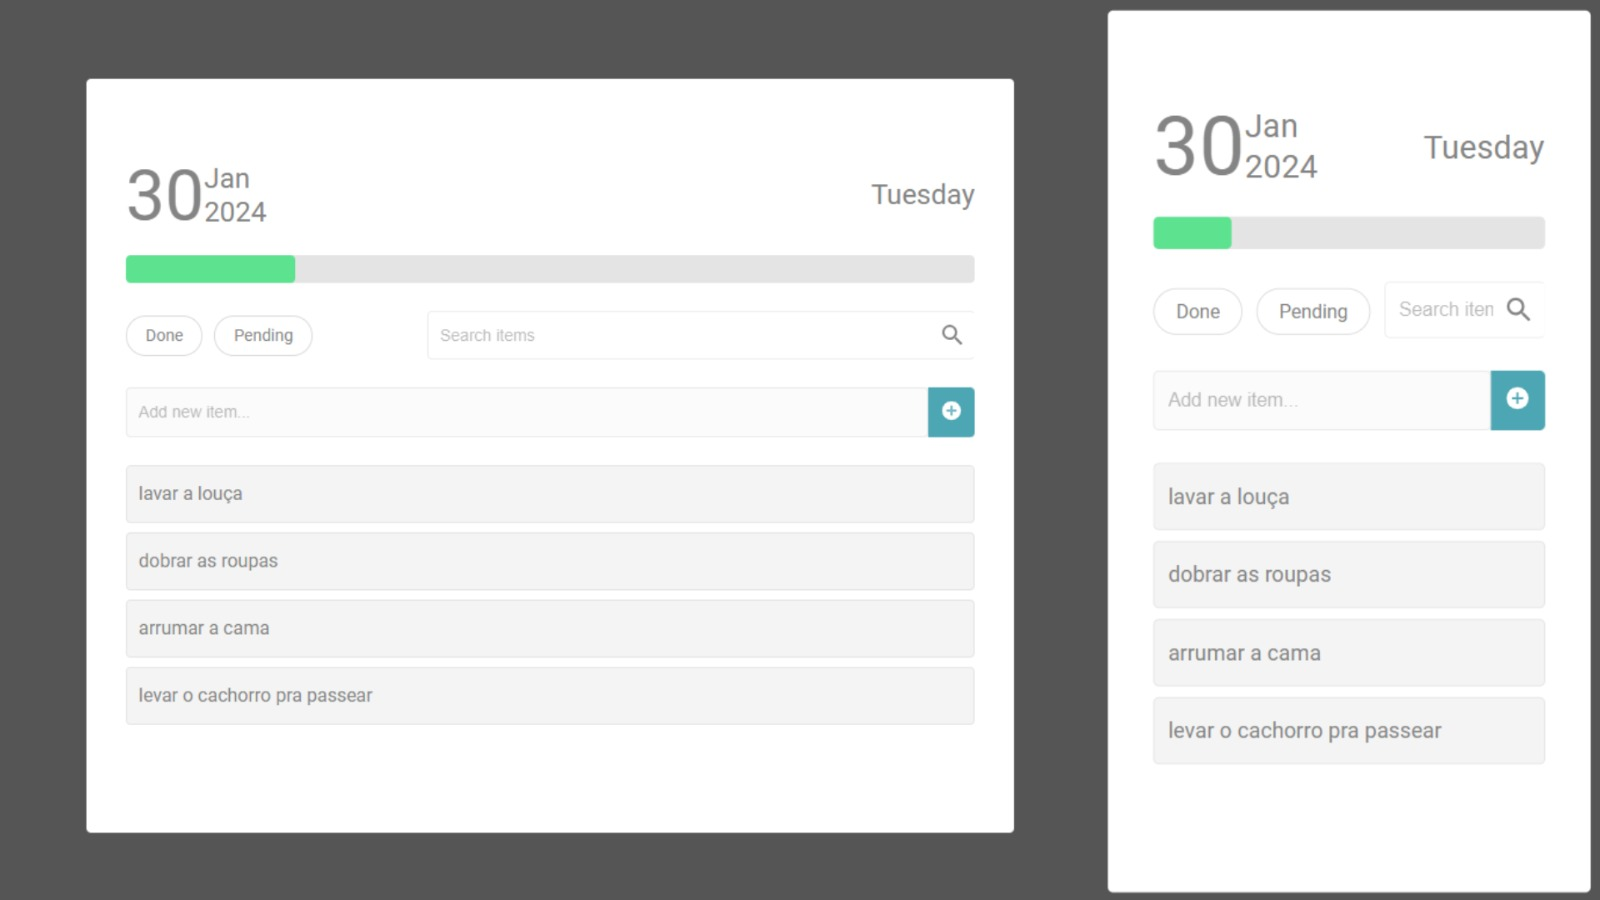 30
Jan
2024
Tuesday
Done
Pending
Search items
Add new item...
lavar a louça
dobrar as roupas
arrumar a cama
levar o cachorro pra passear
30
Jan
2024
Tuesday
Done
Pending
Search iten
Add new item...
lavar a louça
dobrar as roupas
arrumar a cama
levar o cachorro pra passear